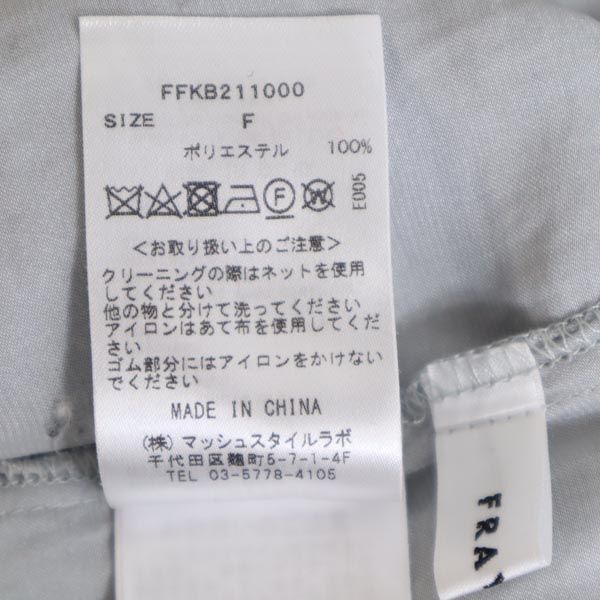 FFKB211000
SIZE F
ポリエステル 100%
F W
E005
<お取り扱い上のご注意>
クリーニングの際はネットを使用
してください
他の物と分けて洗ってください
アイロンはあて布を使用してくだ
さい
ゴム部分にはアイロンをかけない
でください
MADE IN CHINA
(株) マッシュスタイルラボ
千代田区麹町5-7-1-4F
TEL 03-5778-4105
FRA